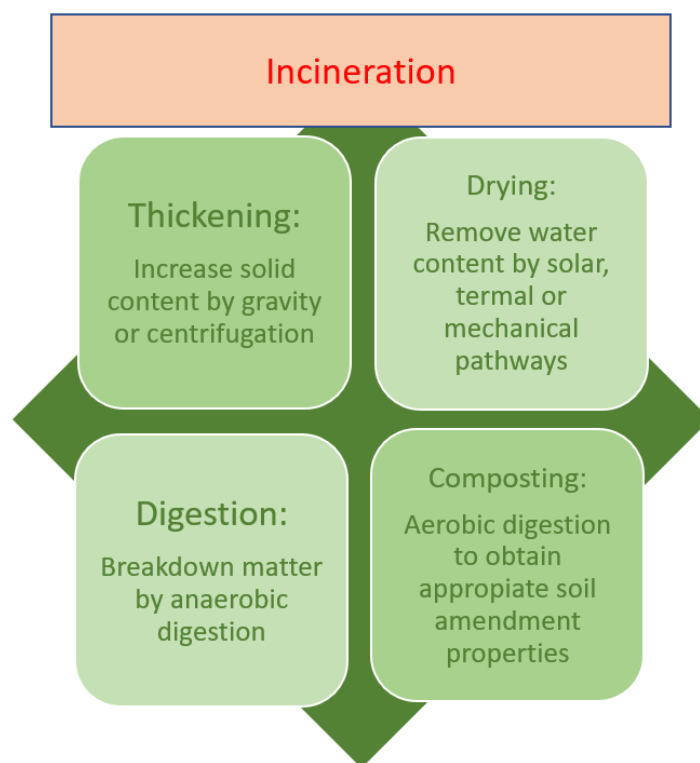 Incineration
Thickening:
Increase solid
content by gravity
or centrifugation
Drying:
Remove water
content by solar,
termal or
mechanical
pathways
Digestion:
Breakdown matter
by anaerobic
digestion
Composting:
Aerobic digestion
to obtain
appropiate soil
amendment
properties